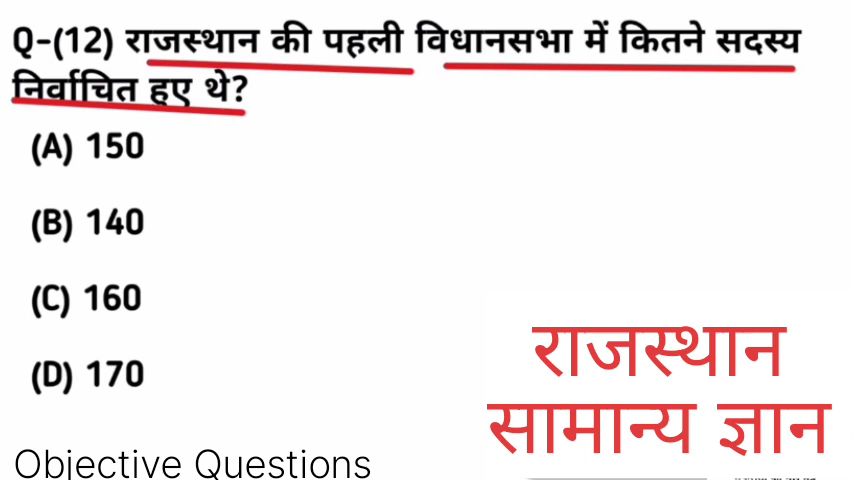 Q-(12) राजस्थान की पहली विधानसभा में कितने सदस्य
निर्वाचित हुए थे?
(A) 150
(B) 140
(C) 160
(D) 170
राजस्थान
सामान्य ज्ञान
Objective Questions